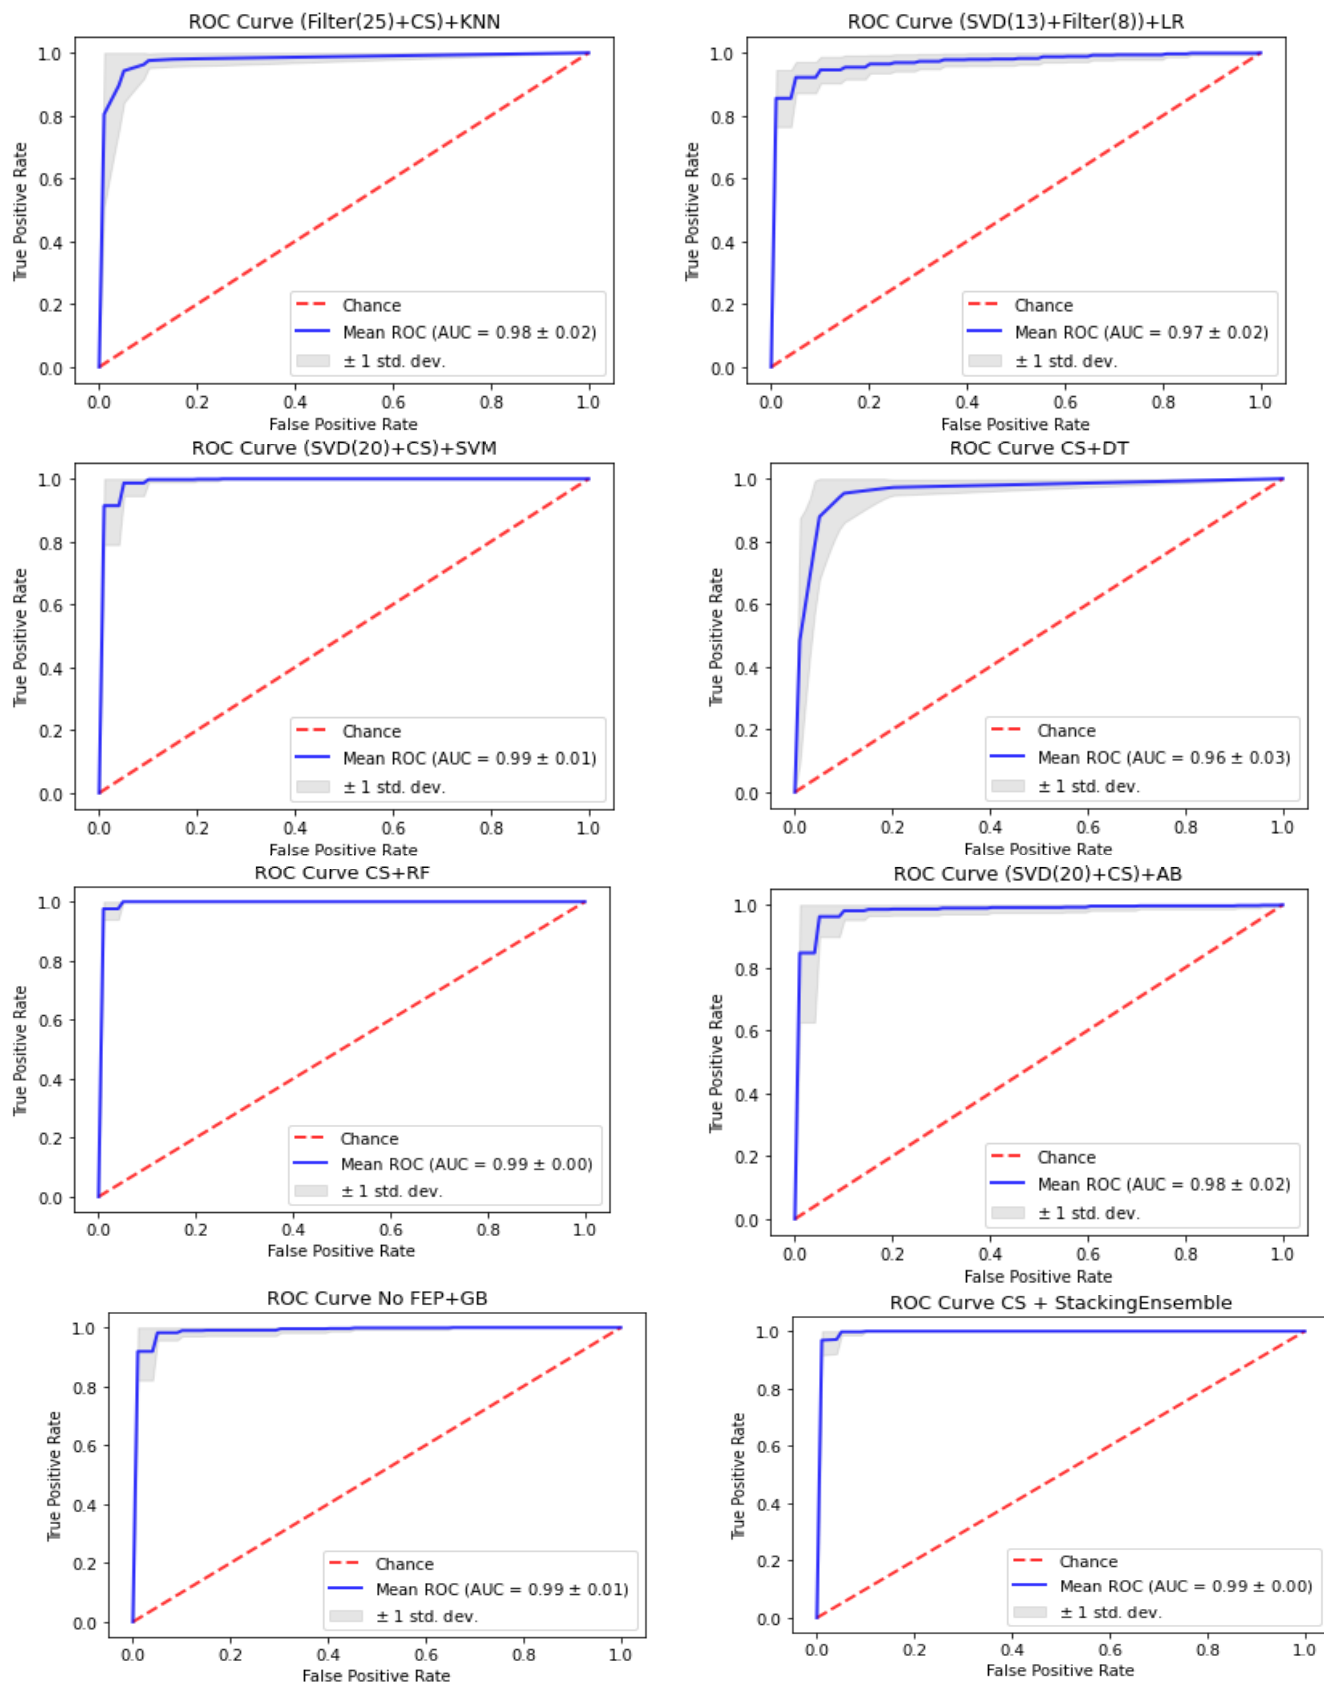 ROC Curve (Filter(25)+CS)+KNN
True Positive Rate
1.0
0.8
0.6
0.4
0.2
0.0
Chance
Mean ROC (AUC = 0.98 ± 0.02)
± 1 std. dev.
0.0 0.2 0.4 0.6 0.8 1.0
False Positive Rate
ROC Curve (SVD(13)+Filter(8))+LR
True Positive Rate
1.0
0.8
0.6
0.4
0.2
0.0
Chance
Mean ROC (AUC = 0.97 ± 0.02)
± 1 std. dev.
0.0 0.2 0.4 0.6 0.8 1.0
False Positive Rate
ROC Curve (SVD(20)+CS)+SVM
True Positive Rate
1.0
0.8
0.6
0.4
0.2
0.0
Chance
Mean ROC (AUC = 0.99 ± 0.01)
± 1 std. dev.
0.0 0.2 0.4 0.6 0.8 1.0
False Positive Rate
ROC Curve CS+DT
True Positive Rate
1.0
0.8
0.6
0.4
0.2
0.0
Chance
Mean ROC (AUC = 0.96 ± 0.03)
± 1 std. dev.
0.0 0.2 0.4 0.6 0.8 1.0
False Positive Rate
ROC Curve CS+RF
True Positive Rate
1.0
0.8
0.6
0.4
0.2
0.0
Chance
Mean ROC (AUC = 0.99 ± 0.00)
± 1 std. dev.
0.0 0.2 0.4 0.6 0.8 1.0
False Positive Rate
ROC Curve (SVD(20)+CS)+AB
True Positive Rate
1.0
0.8
0.6
0.4
0.2
0.0
Chance
Mean ROC (AUC = 0.98 ± 0.02)
± 1 std. dev.
0.0 0.2 0.4 0.6 0.8 1.0
False Positive Rate
ROC Curve No FEP+GB
True Positive Rate
1.0
0.8
0.6
0.4
0.2
0.0
Chance
Mean ROC (AUC = 0.99 ± 0.01)
± 1 std. dev.
0.0 0.2 0.4 0.6 0.8 1.0
False Positive Rate
ROC Curve CS + StackingEnsemble
True Positive Rate
1.0
0.8
0.6
0.4
0.2
0.0
Chance
Mean ROC (AUC = 0.99 ± 0.00)
± 1 std. dev.
0.0 0.2 0.4 0.6 0.8 1.0
False Positive Rate